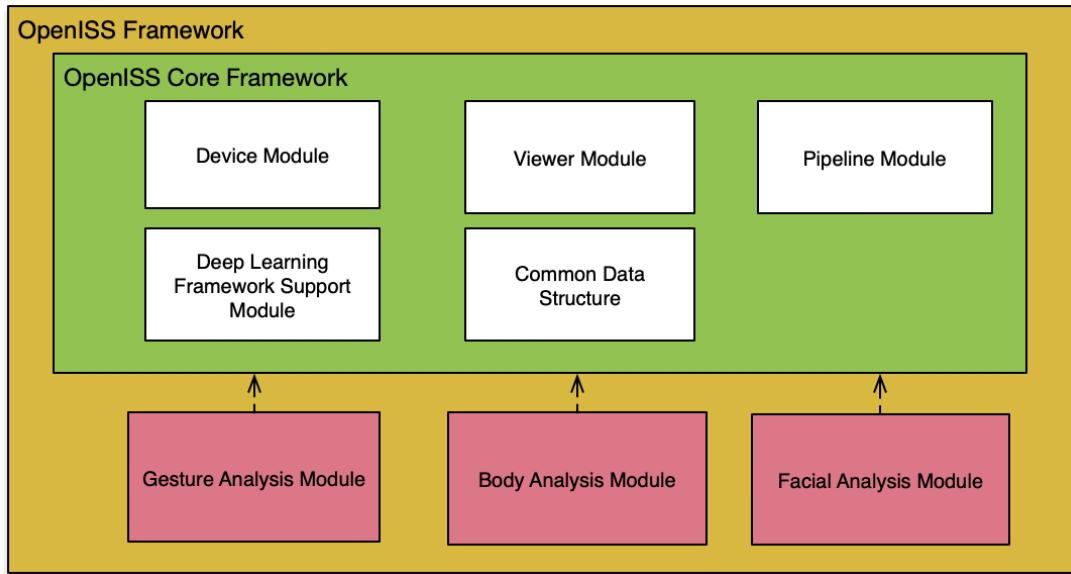 OpenISS Framework
OpenISS Core Framework
Device Module
Viewer Module
Pipeline Module
Deep Learning
Framework Support
Module
Common Data
Structure
Gesture Analysis Module
Body Analysis Module
Facial Analysis Module